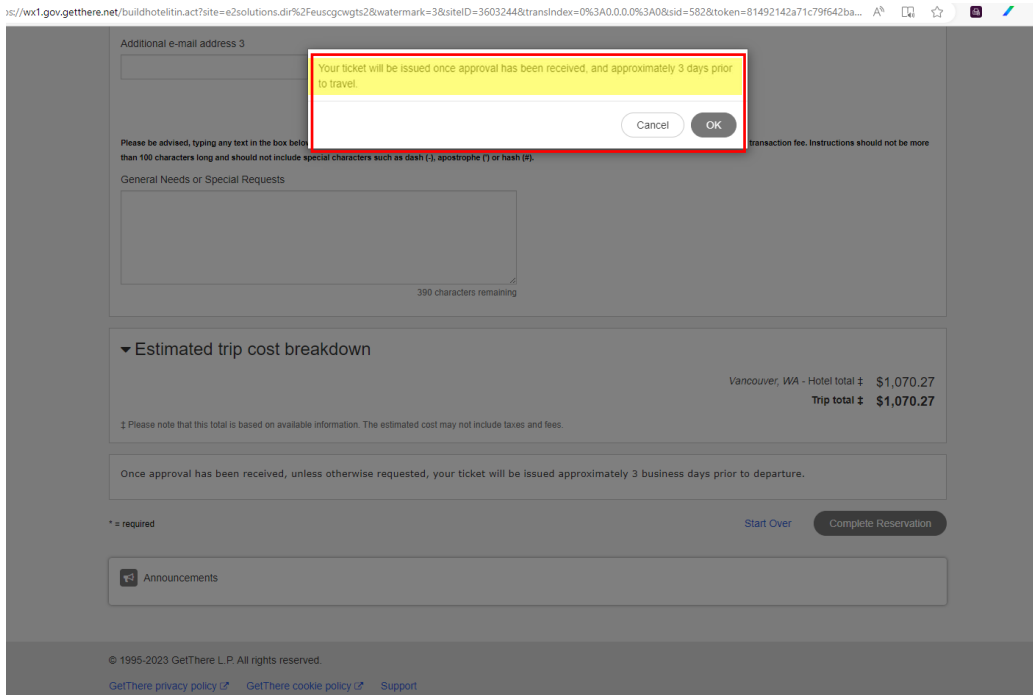 os://wx1.gov.getthere.net/buildhotelitin.act?site=e2solutions.dir%2Feuscgcwgts2&watermark=3&siteID=3603244&transIndex=0%3A0.0.0.0%3A0&sid=582&token=81492142a71c79f642ba...
Additional e-mail address 3
Your ticket will be issued once approval has been received, and approximately 3 days prior
to travel.
Cancel OK
Please be advised, typing any text in the box below transaction fee. Instructions should not be more
than 100 characters long and should not include special characters such as dash (-), apostrophe (') or hash (#).
General Needs or Special Requests
390 characters remaining
Estimated trip cost breakdown
Vancouver, WA - Hotel total ‡ $1,070.27
Trip total ‡ $1,070.27
‡ Please note that this total is based on available information. The estimated cost may not include taxes and fees.
Once approval has been received, unless otherwise requested, your ticket will be issued approximately 3 business days prior to departure.
* = required
Start Over Complete Reservation
Announcements
© 1995-2023 GetThere L.P. All rights reserved.
GetThere privacy policy GetThere cookie policy Support